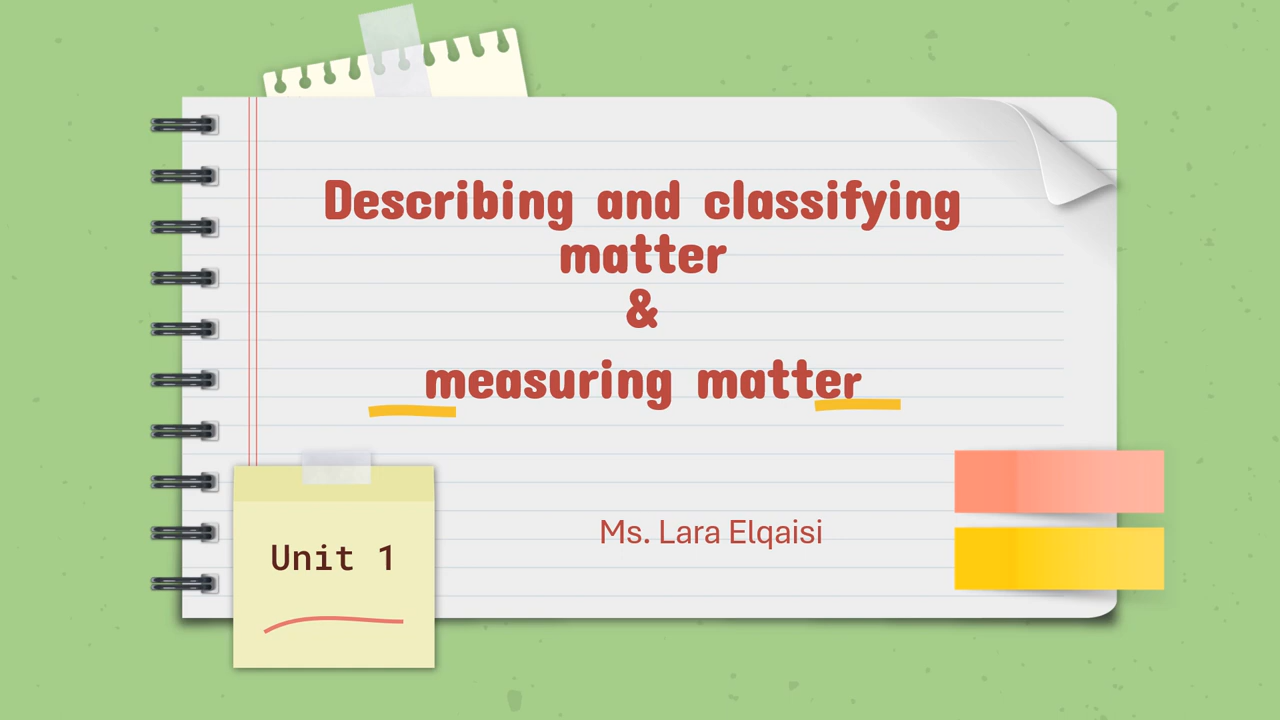 Describing and classifying
matter
&
measuring matter
Ms. Lara Elqaisi
Unit 1